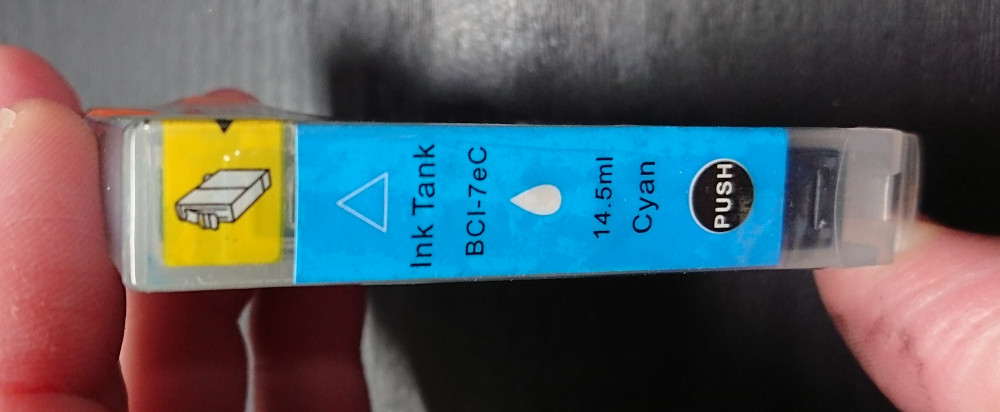 Ink Tank
BCI-7eC
14.5ml
Cyan
PUSH